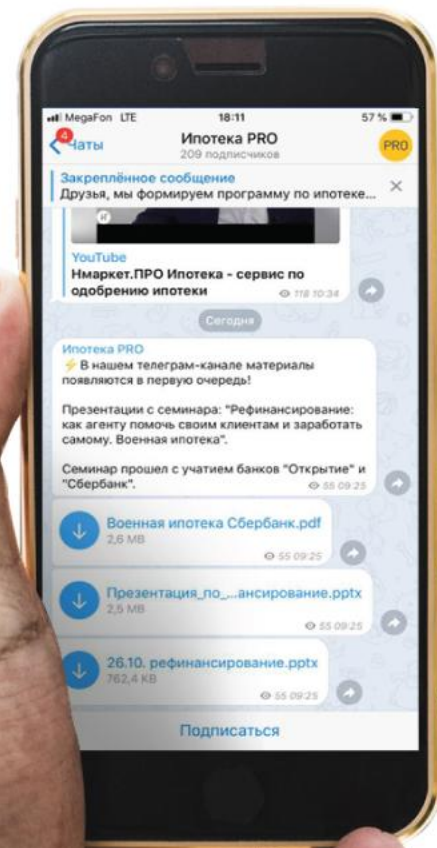 MegaFon LTE 18:11 57 %
4
Чаты
Ипотека PRO
209 подписчиков
PRO
Закреплённое сообщение
Друзья, мы формируем программу по ипотеке...
YouTube
Нмаркет.ПРО Ипотека - сервис по
одобрению ипотеки
118 10:34
Сегодня
Ипотека PRO
⚡В нашем телеграм-канале материалы
появляются в первую очередь!
Презентации с семинара: "Рефинансирование:
как агенту помочь своим клиентам и заработать
самому. Военная ипотека".
Семинар прошел с учатием банков "Открытие" и
"Сбербанк".
55 09:25
Военная ипотека Сбербанк.pdf
2,6 MB
55 09:25
Презентация_по_...ансирование.pptx
2,5 MB
55 09:25
26.10. рефинансирование.pptx
762,4 KB
55 09:25
Подписаться